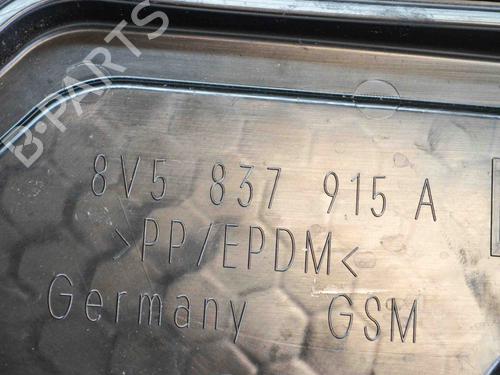 B-PARTS
8V5 837 915 A
>PP/EPDM<
Germany GSM